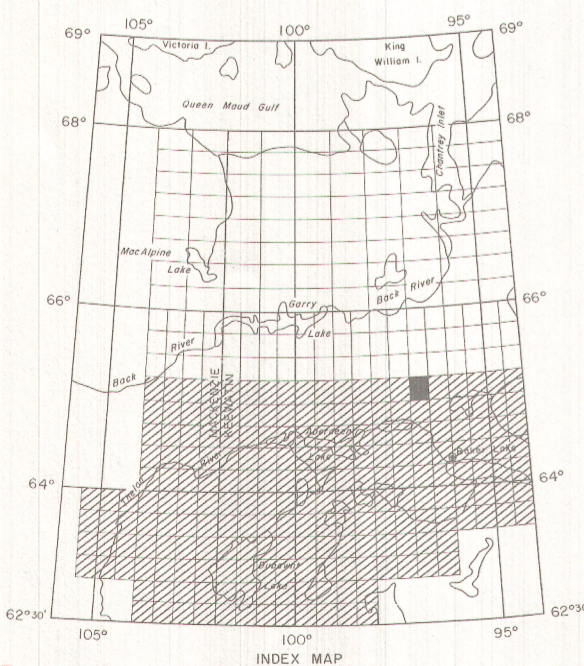 105° 100° 95°
69° 69°
Victoria I. King
William I.
Queen Maud Gulf
68° 68°
Chantrey Inlet
MacAlpine
Lake
Back River
66° 66°
Garry
Lake
River
Back
MACKENZIE
KEEWATIN
Aberdeen
Lake
Baker Lake
River
Thelon
64° 64°
Dubawnt
Lake
62°30' 62°30'
105° 100° 95°
INDEX MAP